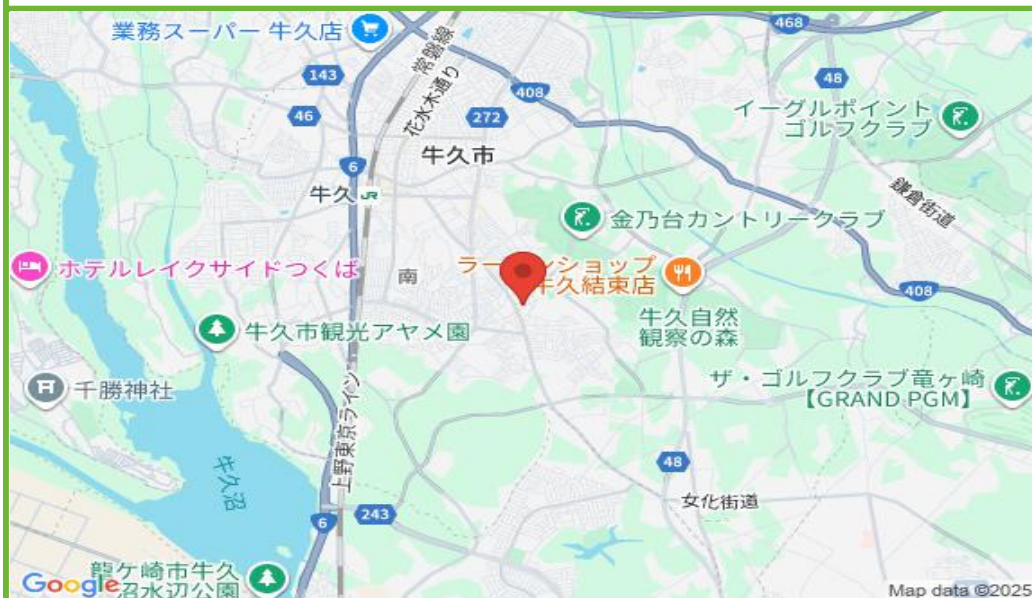 業務スーパー 牛久店
143
常磐線
花水木通り
46
408
272
468
48
イーグルポイント
ゴルフクラブ
6
牛久市
牛久 JR
鎌倉街道
金乃台カントリークラブ
ホテルレイクサイドつくば
南
ラーメンショップ
牛久結束店
408
牛久市観光アヤメ園
牛久自然
観察の森
千勝神社
上野東京ライン
ザ・ゴルフクラブ竜ヶ崎
【GRAND PGM】
牛久沼
48
女化街道
243
6
龍ケ崎市牛久
沼水辺公園
Google
Map data ©2025